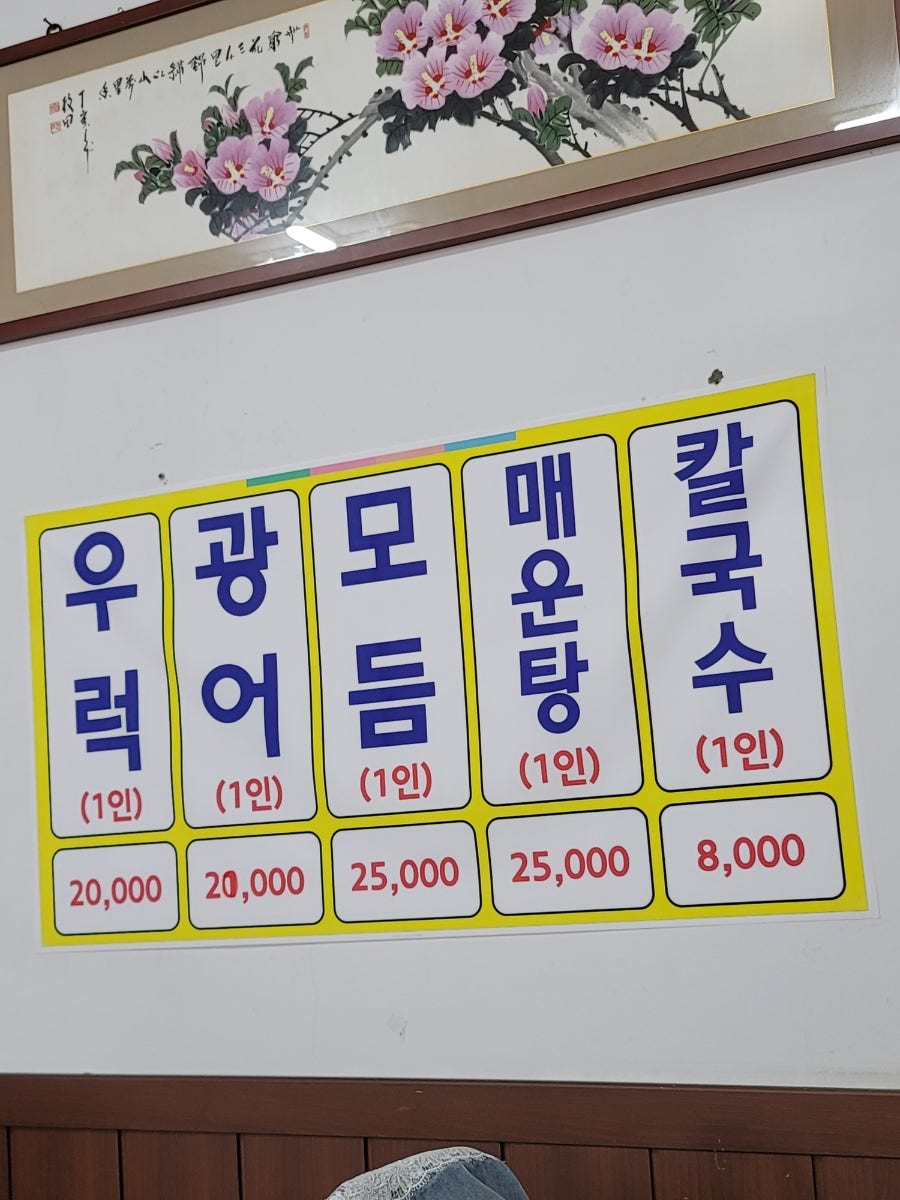 우럭
(1인)
20,000
광어
(1인)
20,000
모듬
(1인)
25,000
매운탕
(1인)
25,000
칼국수
(1인)
8,000